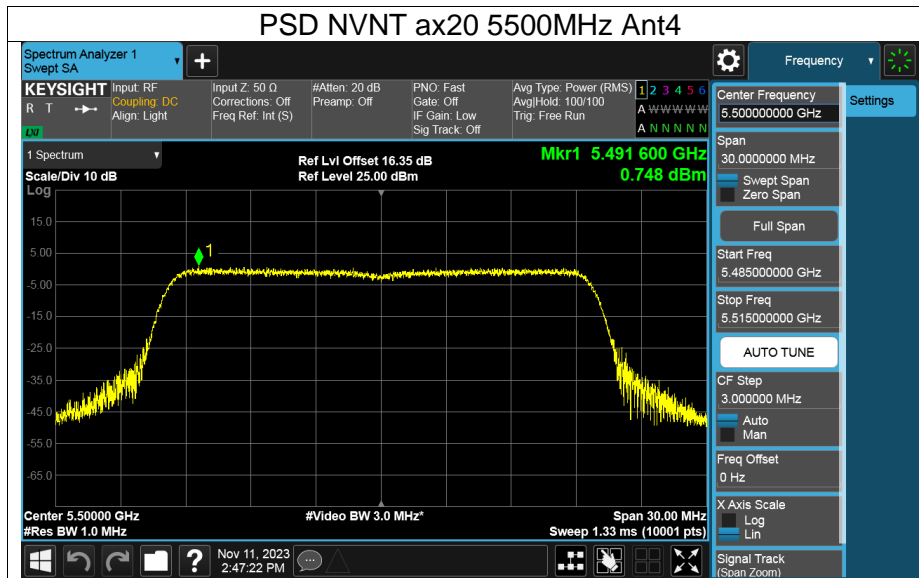 PSD NVNT ax20 5500MHz Ant4
Spectrum Analyzer 1
Swept SA
+
Frequency
KEYSIGHT
R T
LXI
Input: RF
Coupling: DC
Align: Light
Input Z: 50 Ω
Corrections: Off
Freq Ref: Int (S)
#Atten: 20 dB
Preamp: Off
PNO: Fast
Gate: Off
IF Gain: Low
Sig Track: Off
Avg Type: Power (RMS)
Avg|Hold: 100/100
Trig: Free Run
1 2 3 4 5 6
A W W W W W
A N N N N N
Center Frequency
5.500000000 GHz
Settings
Span
30.0000000 MHz
Swept Span
Zero Span
Full Span
Start Freq
5.485000000 GHz
Stop Freq
5.515000000 GHz
AUTO TUNE
CF Step
3.000000 MHz
Auto
Man
Freq Offset
0 Hz
X Axis Scale
Log
Lin
Signal Track
(Span Zoom)
1 Spectrum
Scale/Div 10 dB
Log
Ref Lvl Offset 16.35 dB
Ref Level 25.00 dBm
Mkr1 5.491 600 GHz
0.748 dBm
15.0
5.00
1
-5.00
-15.0
-25.0
-35.0
-45.0
-55.0
-65.0
Center 5.50000 GHz
#Res BW 1.0 MHz
#Video BW 3.0 MHz*
Span 30.00 MHz
Sweep 1.33 ms (10001 pts)
?
Nov 11, 2023
2:47:22 PM